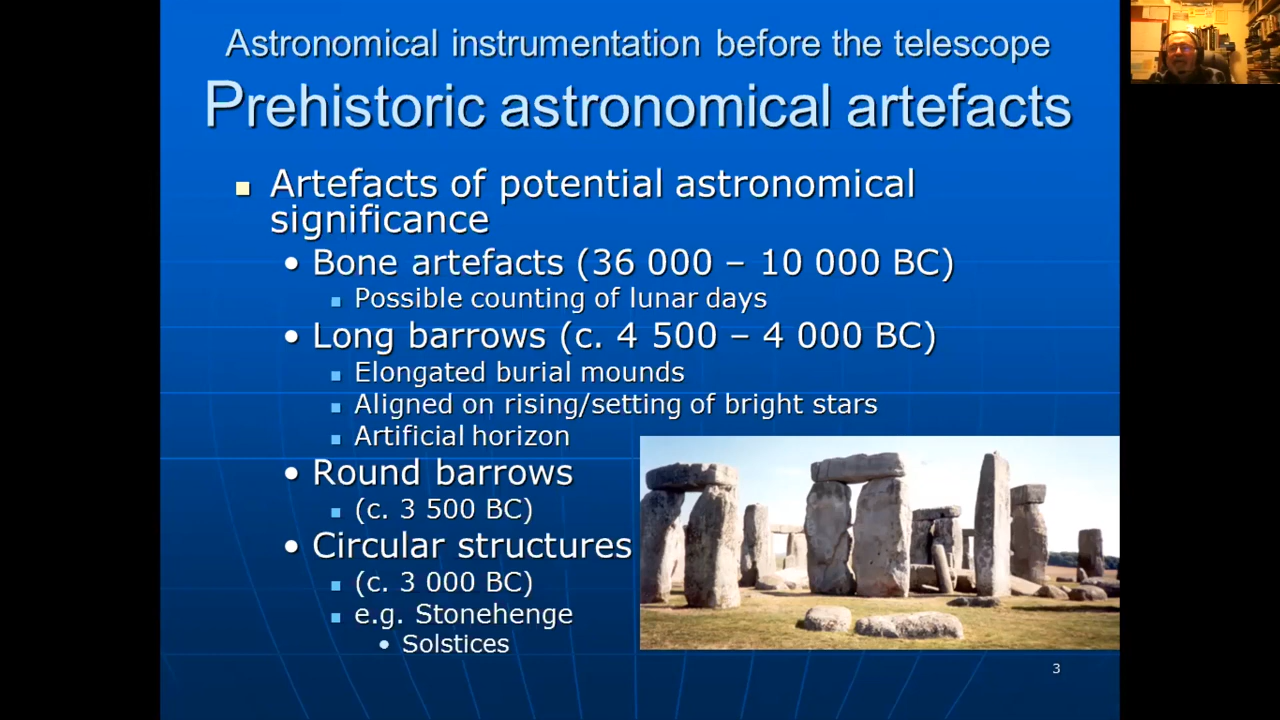 Astronomical instrumentation before the telescope
Prehistoric astronomical artefacts
Artefacts of potential astronomical
significance
Bone artefacts (36 000 – 10 000 BC)
Possible counting of lunar days
Long barrows (c. 4 500 – 4 000 BC)
Elongated burial mounds
Aligned on rising/setting of bright stars
Artificial horizon
Round barrows
(c. 3 500 BC)
Circular structures
(c. 3 000 BC)
e.g. Stonehenge
Solstices
3